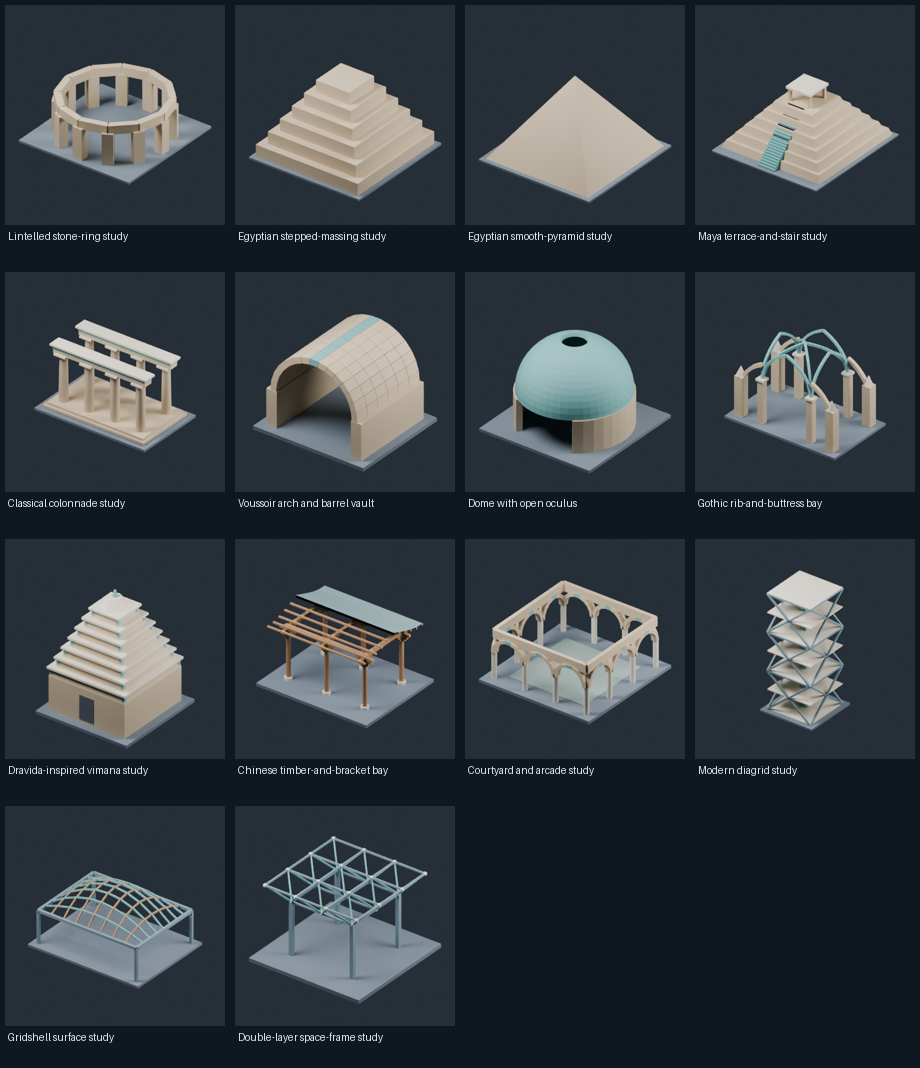 Lintelled stone-ring study
Egyptian stepped-massing study
Egyptian smooth-pyramid study
Maya terrace-and-stair study
Classical colonnade study
Voussoir arch and barrel vault
Dome with open oculus
Gothic rib-and-buttress bay
Dravida-inspired vimana study
Chinese timber-and-bracket bay
Courtyard and arcade study
Modern diagrid study
Gridshell surface study
Double-layer space-frame study